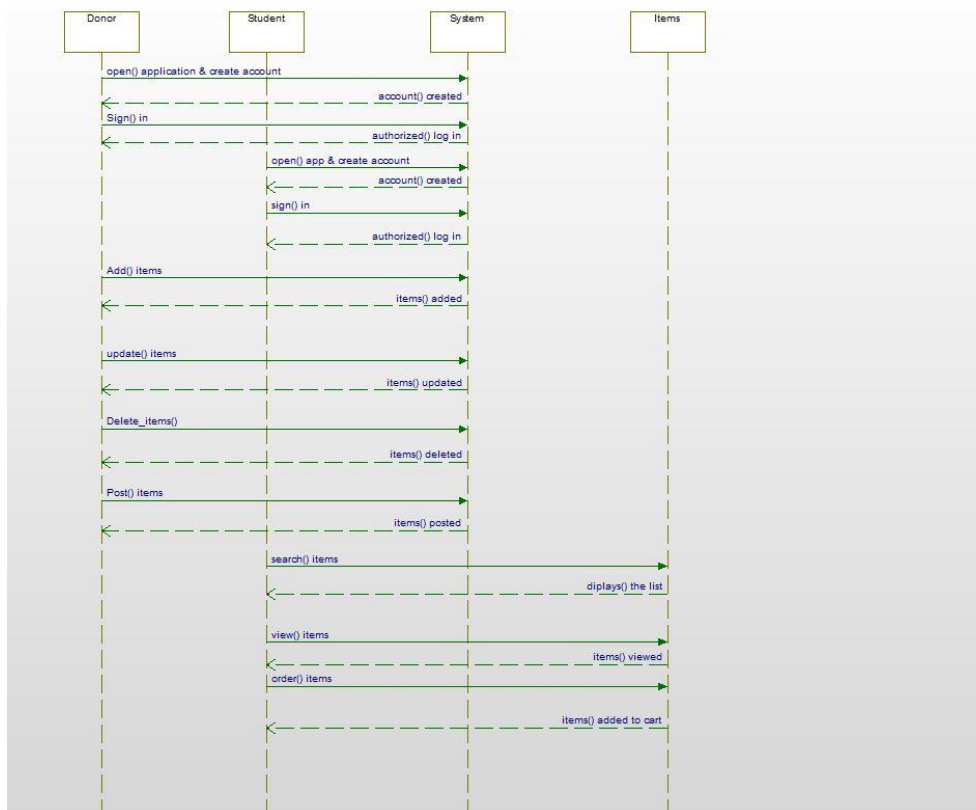 Donor
Student
System
Items
open() application & create account
account() created
Sign() in
authorized() log in
open() app & create account
account() created
sign() in
authorized() log in
Add() items
items() added
update() items
items() updated
Delete_items()
items() deleted
Post() items
items() posted
search() items
diplays() the list
view() items
items() viewed
order() items
items() added to cart